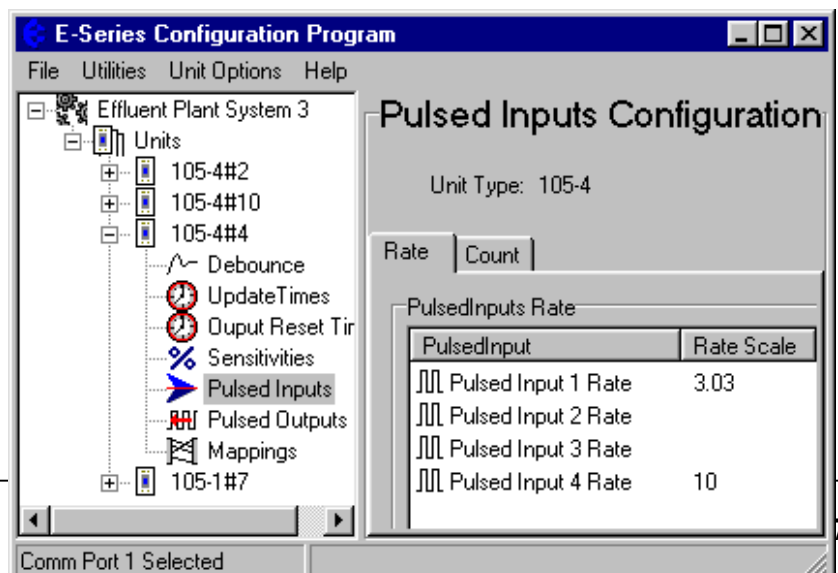 E-Series Configuration Program
File Utilities Unit Options Help
Effluent Plant System 3
Units
105-4#2
105-4#10
105-4#4
Debounce
UpdateTimes
Ouput Reset Tir
Sensitivities
Pulsed Inputs
Pulsed Outputs
Mappings
105-1#7
Pulsed Inputs Configuration
Unit Type: 105-4
Rate Count
PulsedInputs Rate
PulsedInput Rate Scale
Pulsed Input 1 Rate 3.03
Pulsed Input 2 Rate
Pulsed Input 3 Rate
Pulsed Input 4 Rate 10
Comm Port 1 Selected